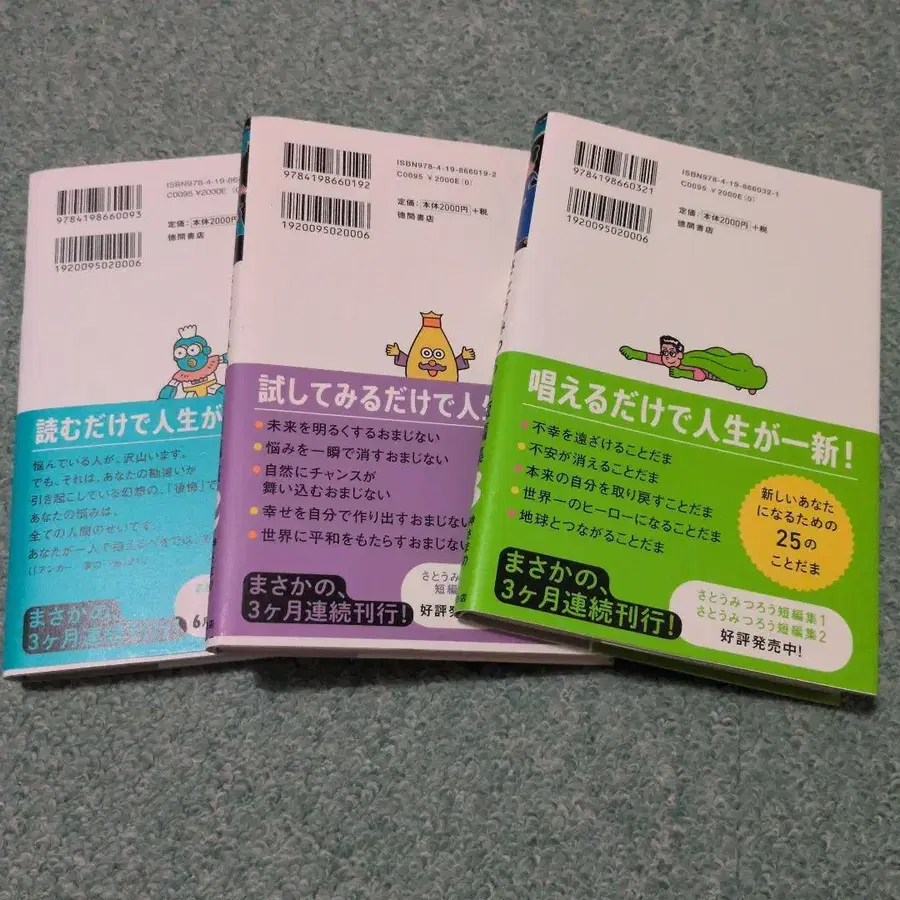 9784198660093
ISBN978-4-19-8660
C0095 ¥2000E
1920095020006
定価:本体2000円
徳間書店
読むだけで人生が
悩んでいる人が、沢山います。
でも、それは、あなたの勘違いが
引き起こしている幻想の、「後悔」で
あなたの悩みは、
全ての人間のせいです。
まさかの、
3ヶ月連続刊行!
6月
9784198660192
ISBN978-4-19-866019-2
C0095 ¥2000E(0)
1920095020006
定価:本体2000円+税
徳間書店
試してみるだけで人生
・未来を明るくするおまじない
・悩みを一瞬で消すおまじない
・自然にチャンスが
舞い込むおまじない
・幸せを自分で作り出すおまじない
・世界に平和をもたらすおまじない
まさかの、
3ヶ月連続刊行!
さとうみつ
短編
好評発売
9784198660321
ISBN978-4-19-866032-1
C0095 ¥2000E(0)
1920095020006
定価:本体2000円+税
徳間書店
唱えるだけで人生が一新!
・不幸を遠ざけることだま
・不安が消えることだま
・本来の自分を取り戻すことだま
・世界一のヒーローになることだま
・地球とつながることだま
新しいあなた
になるための
25の
ことだま
まさかの、
3ヶ月連続刊行!
さとうみつろう短編集1
さとうみつろう短編集2
好評発売中!